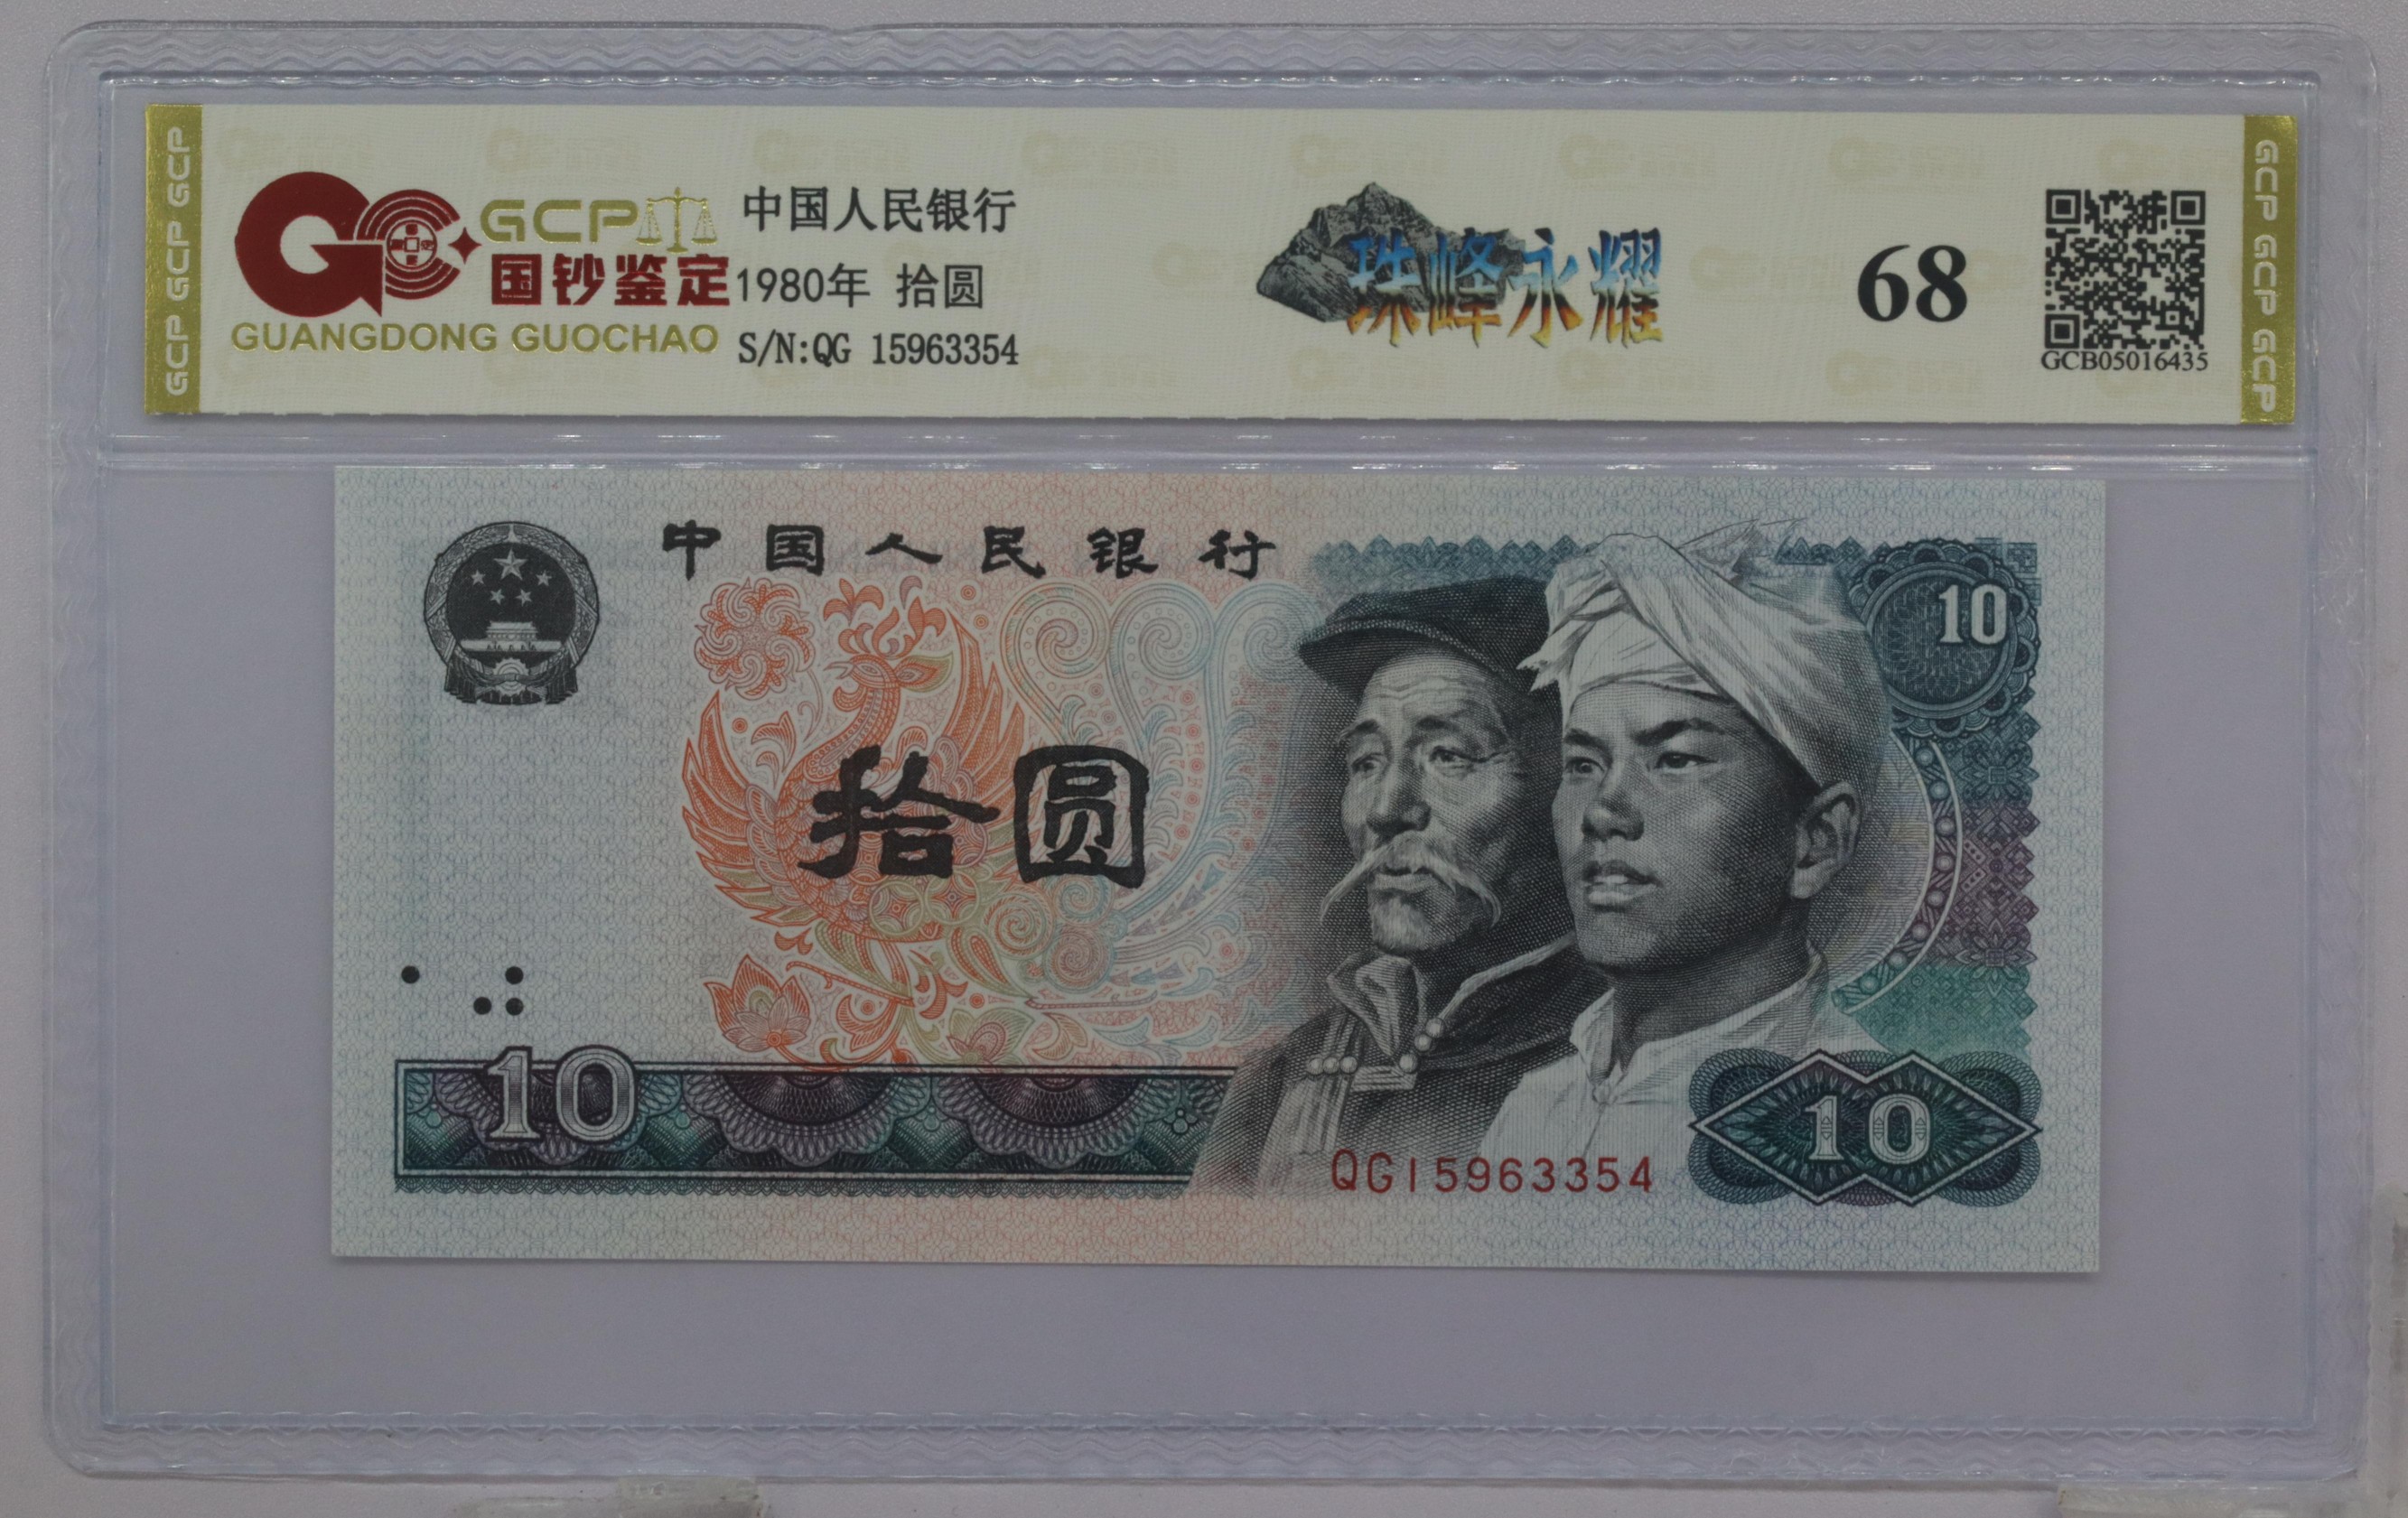 GCP GCP GCP
GCP
国钞鉴定
GUANGDONG GUOCHAO
中国人民银行
1980年 拾圆
S/N:QG 15963354
珠峰永耀
68
GCB05016435
GCP GCP GCP
中国人民银行
10
拾圆
10
QG15963354
10